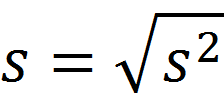 s = √s²